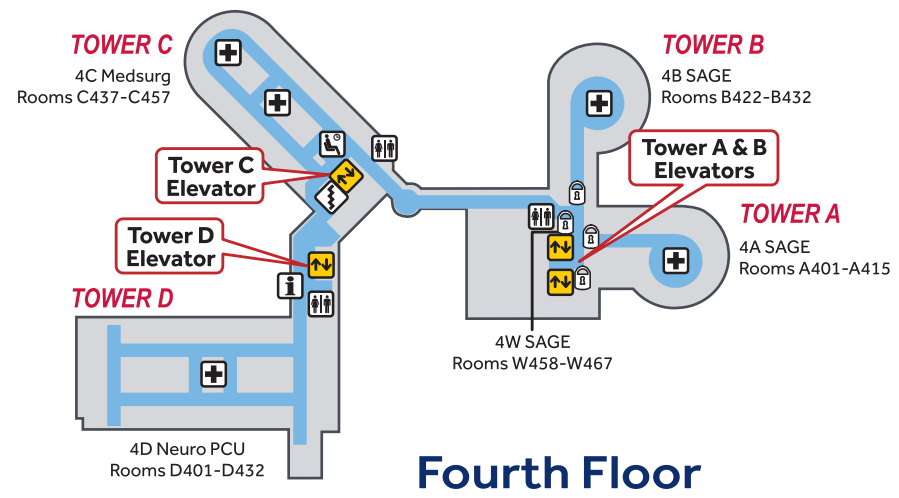 TOWER C
4C Medsurg
Rooms C437-C457
TOWER B
4B SAGE
Rooms B422-B432
Tower A & B
Elevators
Tower C
Elevator
TOWER A
4A SAGE
Rooms A401-A415
Tower D
Elevator
i
TOWER D
4W SAGE
Rooms W458-W467
4D Neuro PCU
Rooms D401-D432
Fourth Floor